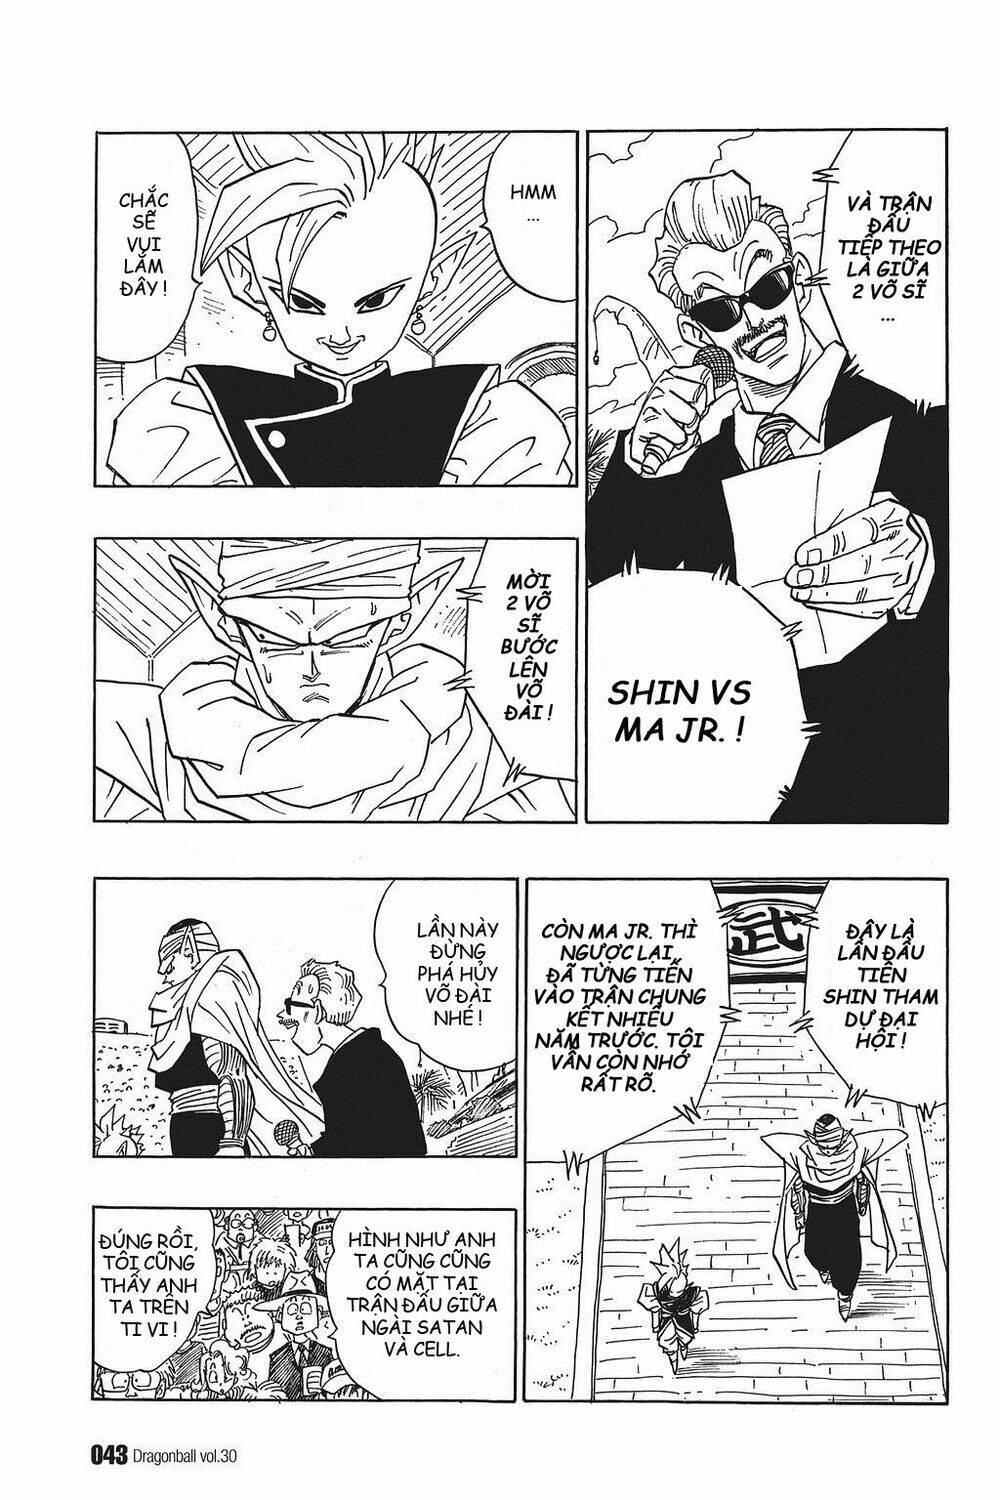 VÀ TRẬN
ĐẤU
TIẾP THEO
LÀ GIỮA
2 VÕ SĨ
...
SHIN VS
MA JR. !
HMM
...
CHẮC
SẼ
VUI
LẮM
ĐÂY !
MỜI
2 VÕ
SĨ
BƯỚC
LÊN
VÕ
ĐÀI !
武
ĐÂY LÀ
LẦN ĐẦU
TIÊN
SHIN THAM
DỰ ĐẠI
HỘI !
CÒN MA JR. THÌ
NGƯỢC LẠI,
ĐÃ TỪNG TIẾN
VÀO TRẬN CHUNG
KẾT NHIỀU
NĂM TRƯỚC. TÔI
VẪN CÒN NHỚ
RẤT RÕ.
LẦN NÀY
ĐỪNG
PHÁ HỦY
VÕ ĐÀI
NHÉ !
HÌNH NHƯ ANH
TA CŨNG CŨNG
CÓ MẶT TẠI
TRẬN ĐẤU GIỮA
NGÀI SATAN
VÀ CELL.
ĐÚNG RỒI,
TÔI CŨNG
THẤY ANH
TA TRÊN
TI VI !
043 Dragonball vol.30